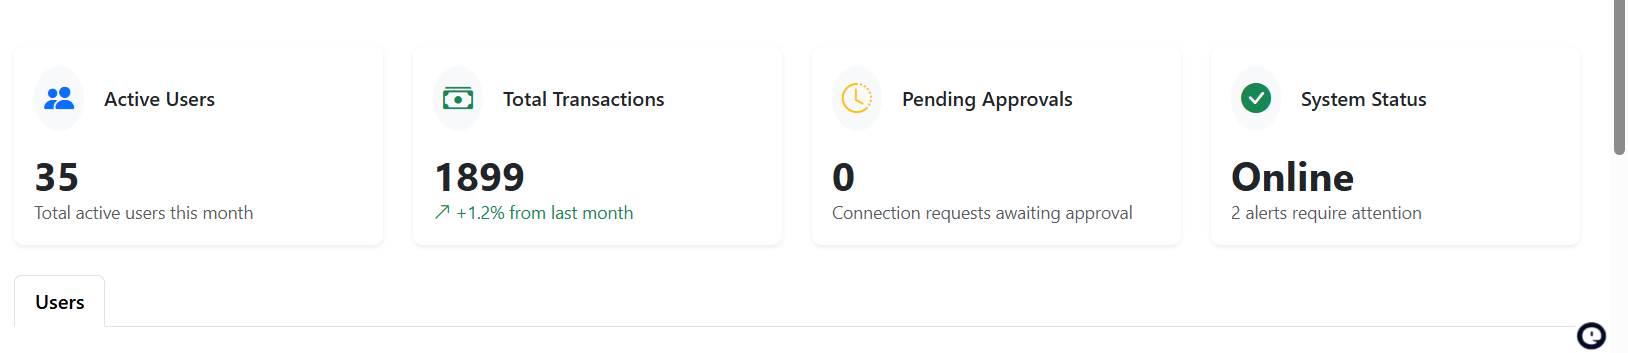 Active Users
35
Total active users this month
Total Transactions
1899
+1.2% from last month
Pending Approvals
0
Connection requests awaiting approval
System Status
Online
2 alerts require attention
Users